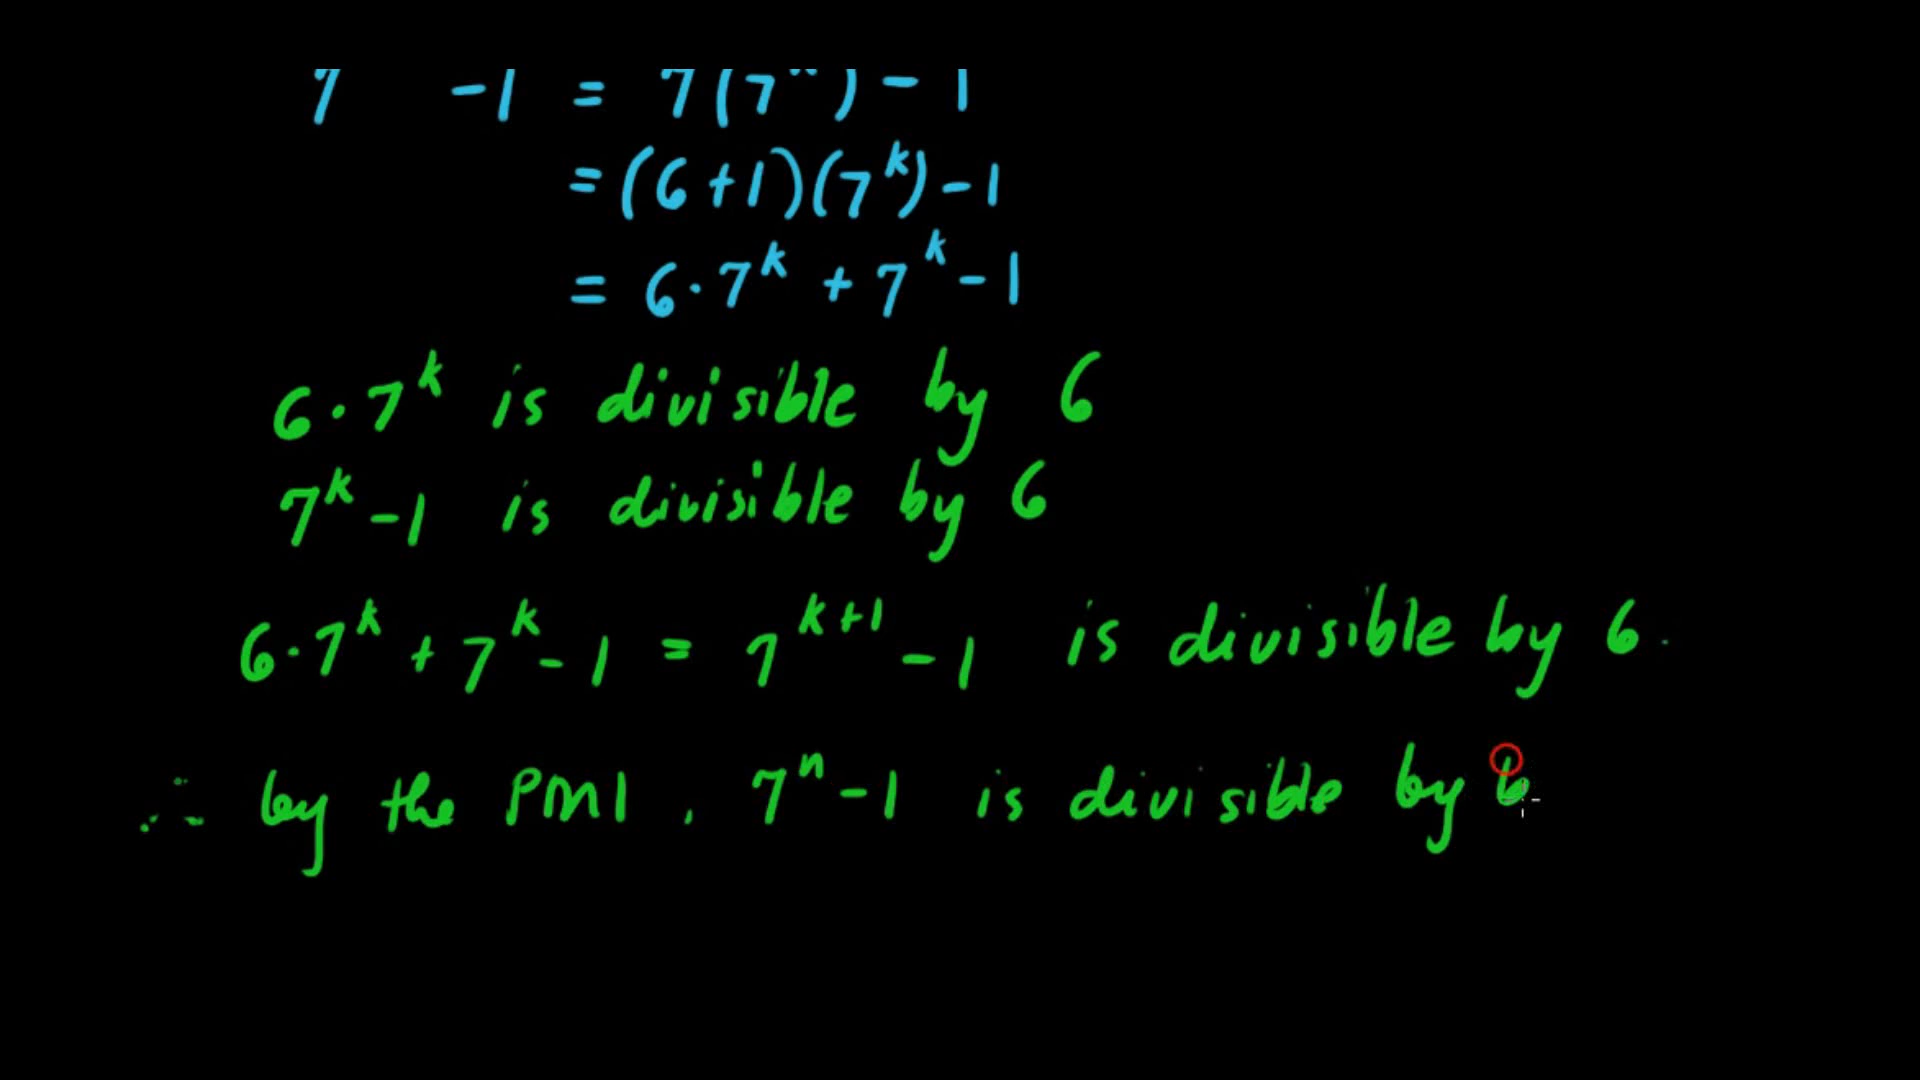 7 -1 = 7(7^k) - 1
= (6+1)(7^k) - 1
= 6·7^k + 7^k - 1
6·7^k is divisible by 6
7^k - 1 is divisible by 6
6·7^k + 7^k - 1 = 7^(k+1) - 1 is divisible by 6.
∴ by the PMI, 7^n - 1 is divisible by 6